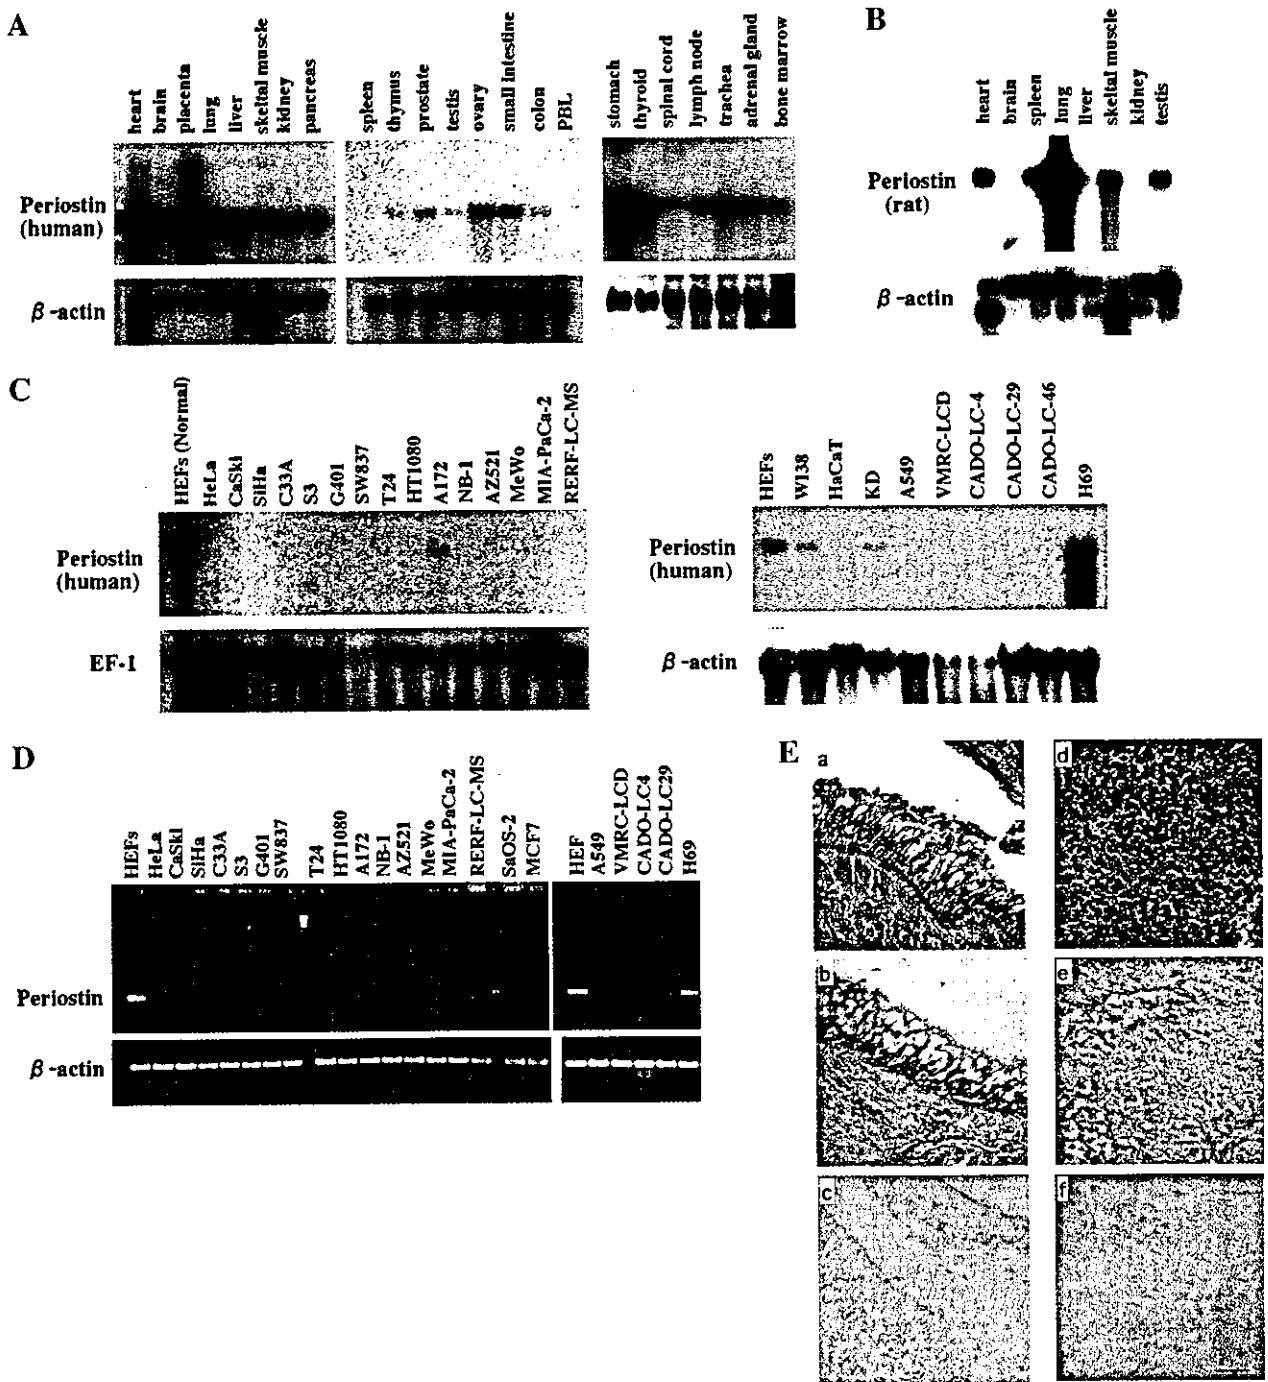 A
heart
brain
placenta
lung
liver
skeltal muscle
kidney
pancreas
spleen
thymus
prostate
testis
ovary
small intestine
colon
PBL
stomach
thyroid
spinal cord
lymph node
trachea
adrenal gland
bone marrow
Periostin
(human)
β-actin
B
heart
brain
spleen
lung
liver
skeltal muscle
kidney
testis
Periostin
(rat)
β-actin
C
HEFs (Normal)
HeLa
CaSki
SiHa
C33A
S3
G401
SW837
T24
HT1080
A172
NB-1
AZ521
MeWo
MIA-PaCa-2
RERF-LC-MS
Periostin
(human)
EF-1
HEFs
WI38
HaCaT
KD
A549
VMRC-LCD
CADO-LC-4
CADO-LC-29
CADO-LC-46
H69
Periostin
(human)
β-actin
D
HEFs
HeLa
CaSki
SiHa
C33A
S3
G401
SW837
T24
HT1080
A172
NB-1
AZ521
MeWo
MIA-PaCa-2
RERF-LC-MS
SaOS-2
MCF7
HEF
A549
VMRC-LCD
CADO-LC4
CADO-LC29
H69
Periostin
β-actin
E
a
d
b
e
c
f